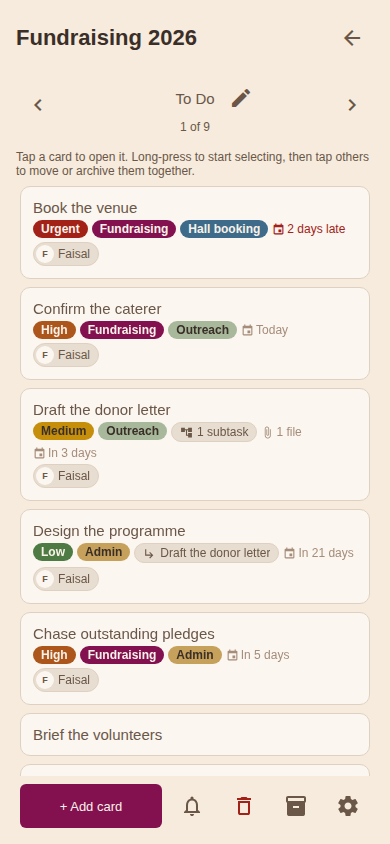 Fundraising 2026
To Do
1 of 9
Tap a card to open it. Long-press to start selecting, then tap others
to move or archive them together.
Book the venue
Urgent Fundraising Hall booking 2 days late
F Faisal
Confirm the caterer
High Fundraising Outreach Today
F Faisal
Draft the donor letter
Medium Outreach 1 subtask 1 file
In 3 days
F Faisal
Design the programme
Low Admin Draft the donor letter In 21 days
F Faisal
Chase outstanding pledges
High Fundraising Admin In 5 days
F Faisal
Brief the volunteers
+ Add card